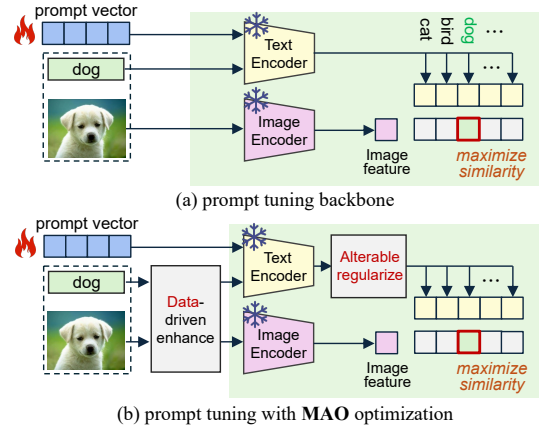 prompt vector
dog
Text
Encoder
Image
Encoder
Image
feature
cat
bird
dog
...
...
maximize
similarity
(a) prompt tuning backbone
prompt vector
dog
Data-
driven
enhance
Text
Encoder
Alterable
regularize
Image
Encoder
Image
feature
...
maximize
similarity
(b) prompt tuning with MAO optimization